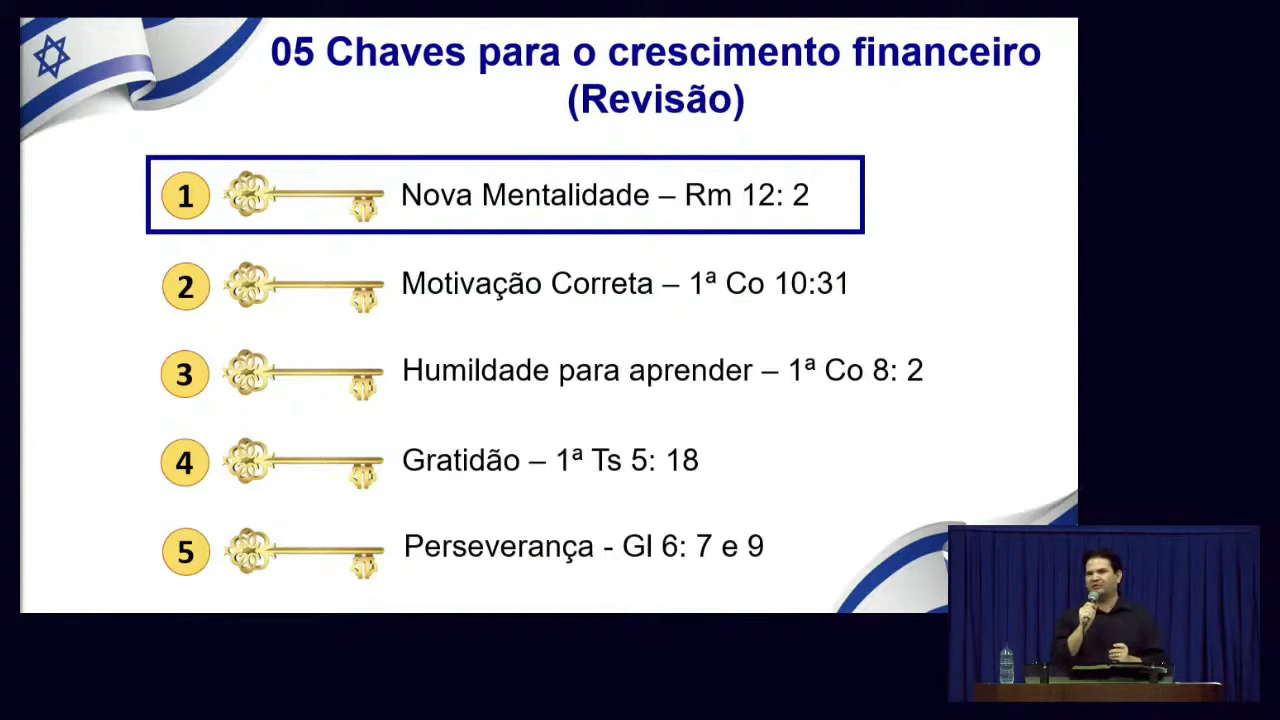 05 Chaves para o crescimento financeiro
(Revisão)
1 Nova Mentalidade – Rm 12: 2
2 Motivação Correta – 1ª Co 10:31
3 Humildade para aprender – 1ª Co 8: 2
4 Gratidão – 1ª Ts 5: 18
5 Perseverança - Gl 6: 7 e 9